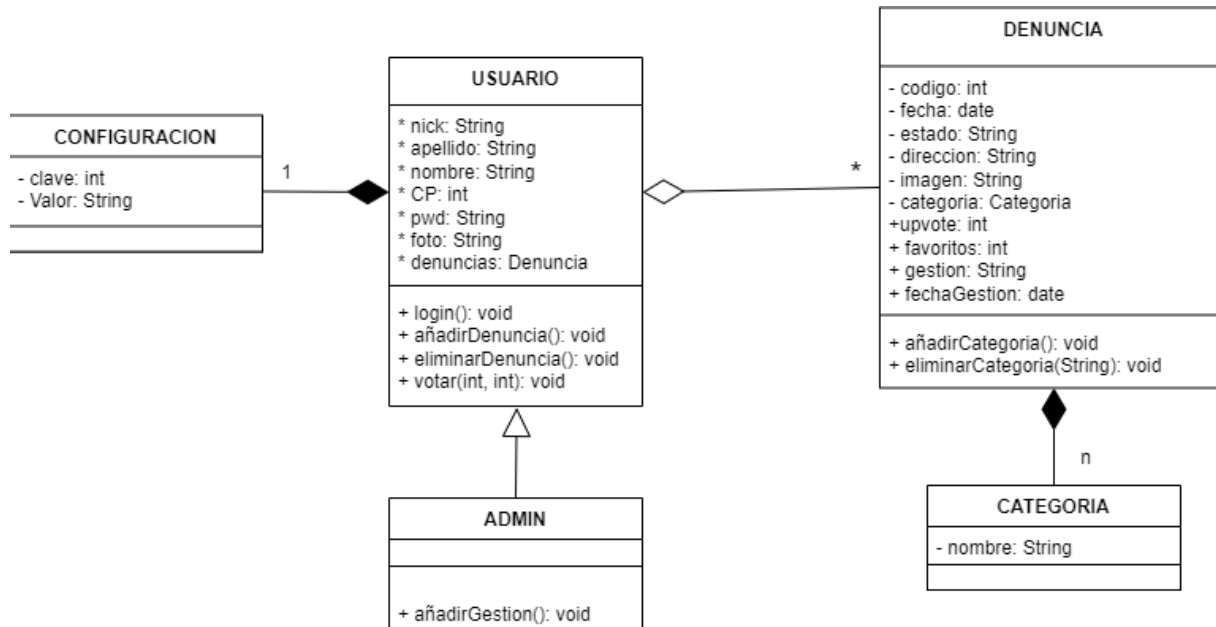 CONFIGURACION
- clave: int
- Valor: String
1
USUARIO
* nick: String
* apellido: String
* nombre: String
* CP: int
* pwd: String
* foto: String
* denuncias: Denuncia
+ login(): void
+ añadirDenuncia(): void
+ eliminarDenuncia(): void
+ votar(int, int): void
*
DENUNCIA
- codigo: int
- fecha: date
- estado: String
- direccion: String
- imagen: String
- categoria: Categoria
+upvote: int
+ favoritos: int
+ gestion: String
+ fechaGestion: date
+ añadirCategoria(): void
+ eliminarCategoria(String): void
n
ADMIN
+ añadirGestion(): void
CATEGORÍA
- nombre: String